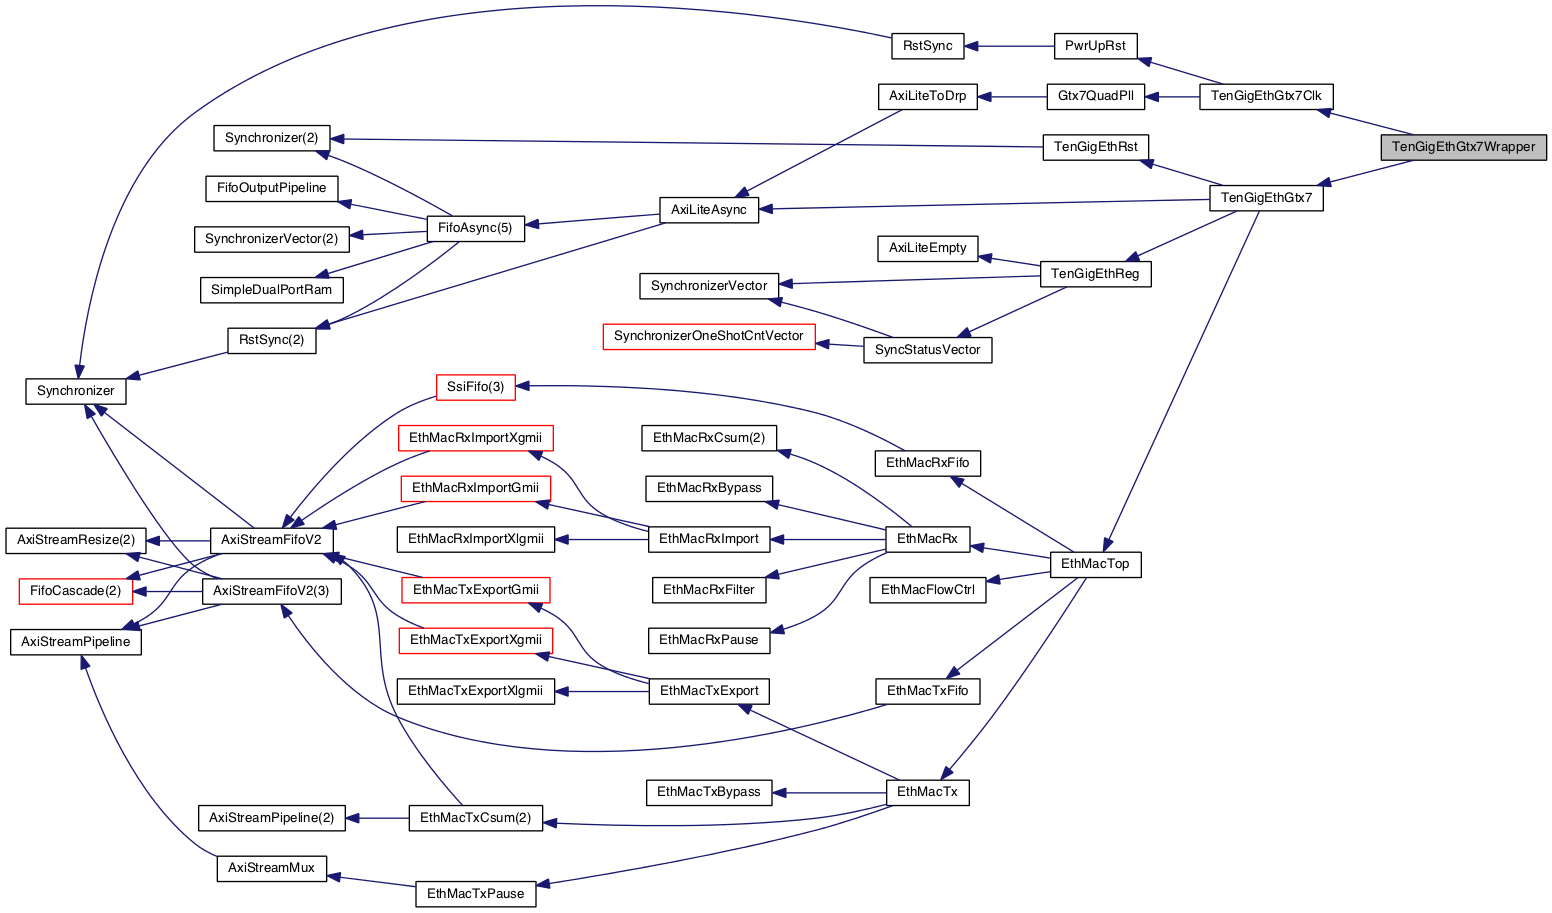 RstSync
PwrUpRst
AxiLiteToDrp
Gtx7QuadPll
TenGigEthGtx7Clk
Synchronizer(2)
TenGigEthRst
TenGigEthGtx7Wrapper
FifoOutputPipeline
TenGigEthGtx7
AxiLiteAsync
FifoAsync(5)
SynchronizerVector(2)
AxiLiteEmpty
TenGigEthReg
SimpleDualPortRam
SynchronizerVector
RstSync(2)
SynchronizerOneShotCntVector
SyncStatusVector
Synchronizer
SsiFifo(3)
EthMacRxImportXgmii
EthMacRxCsum(2)
EthMacRxFifo
EthMacRxImportGmii
EthMacRxBypass
AxiStreamResize(2)
AxiStreamFifoV2
EthMacRxImportXlgmii
EthMacRxImport
EthMacRx
EthMacTop
FifoCascade(2)
AxiStreamFifoV2(3)
EthMacTxExportGmii
EthMacRxFilter
EthMacFlowCtrl
AxiStreamPipeline
EthMacTxExportXgmii
EthMacRxPause
EthMacTxExportXlgmii
EthMacTxExport
EthMacTxFifo
EthMacTxBypass
EthMacTx
AxiStreamPipeline(2)
EthMacTxCsum(2)
AxiStreamMux
EthMacTxPause